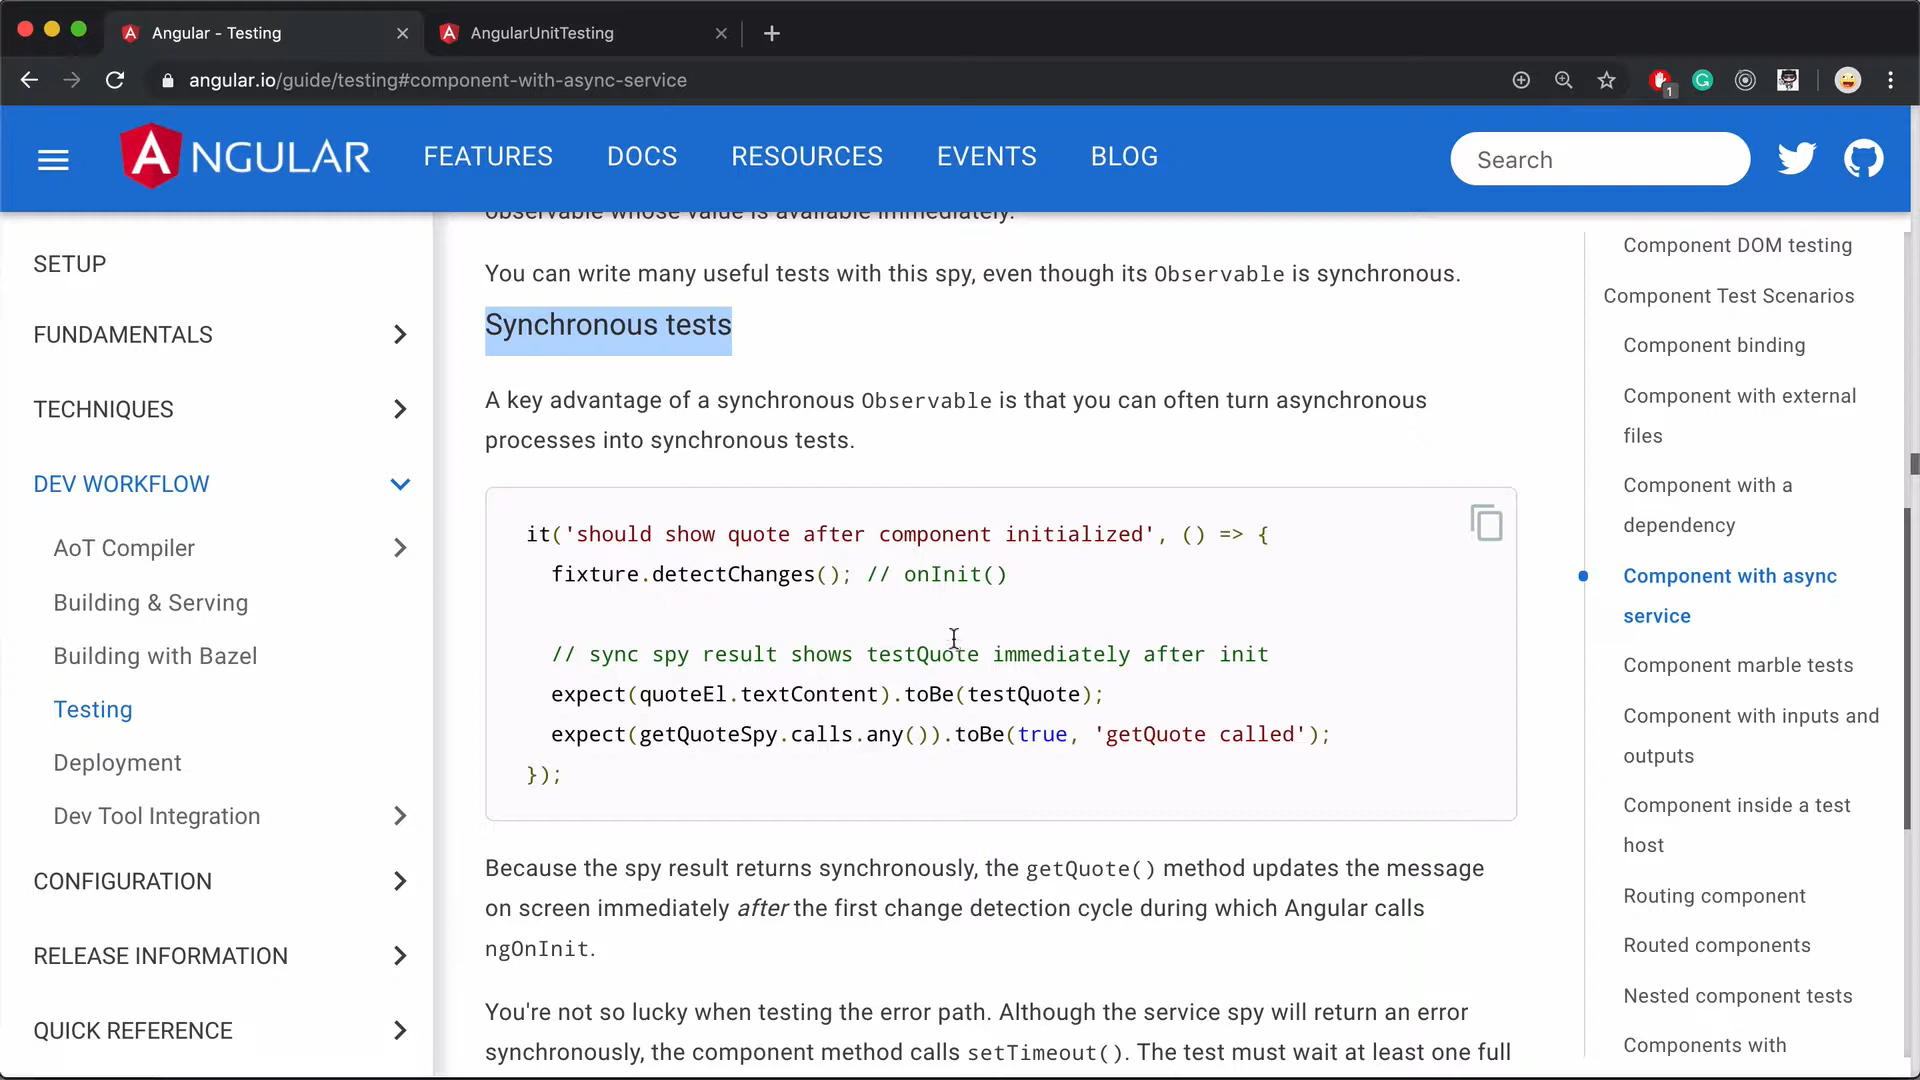 Angular - Testing
AngularUnitTesting
angular.io/guide/testing#component-with-async-service
1
ANGULAR
FEATURES
DOCS
RESOURCES
EVENTS
BLOG
Search
SETUP
FUNDAMENTALS
TECHNIQUES
DEV WORKFLOW
AoT Compiler
Building & Serving
Building with Bazel
Testing
Deployment
Dev Tool Integration
CONFIGURATION
RELEASE INFORMATION
QUICK REFERENCE
observable whose value is available immediately.
You can write many useful tests with this spy, even though its Observable is synchronous.
Synchronous tests
A key advantage of a synchronous Observable is that you can often turn asynchronous
processes into synchronous tests.
it('should show quote after component initialized', () => {
fixture.detectChanges(); // onInit()
// sync spy result shows testQuote immediately after init
expect(quoteEl.textContent).toBe(testQuote);
expect(getQuoteSpy.calls.any()).toBe(true, 'getQuote called');
});
Because the spy result returns synchronously, the getQuote() method updates the message
on screen immediately after the first change detection cycle during which Angular calls
ngOnInit.
You're not so lucky when testing the error path. Although the service spy will return an error
synchronously, the component method calls setTimeout(). The test must wait at least one full
Component DOM testing
Component Test Scenarios
Component binding
Component with external
files
Component with a
dependency
Component with async
service
Component marble tests
Component with inputs and
outputs
Component inside a test
host
Routing component
Routed components
Nested component tests
Components with